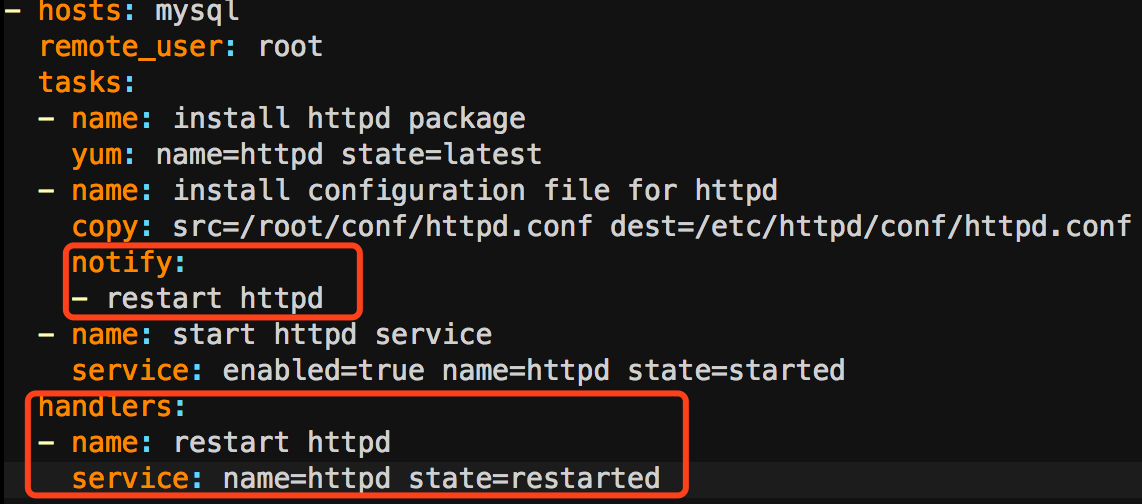 - hosts: mysql
  remote_user: root
  tasks:
  - name: install httpd package
    yum: name=httpd state=latest
  - name: install configuration file for httpd
    copy: src=/root/conf/httpd.conf dest=/etc/httpd/conf/httpd.conf
    notify:
    - restart httpd
  - name: start httpd service
    service: enabled=true name=httpd state=started
  handlers:
  - name: restart httpd
    service: name=httpd state=restarted